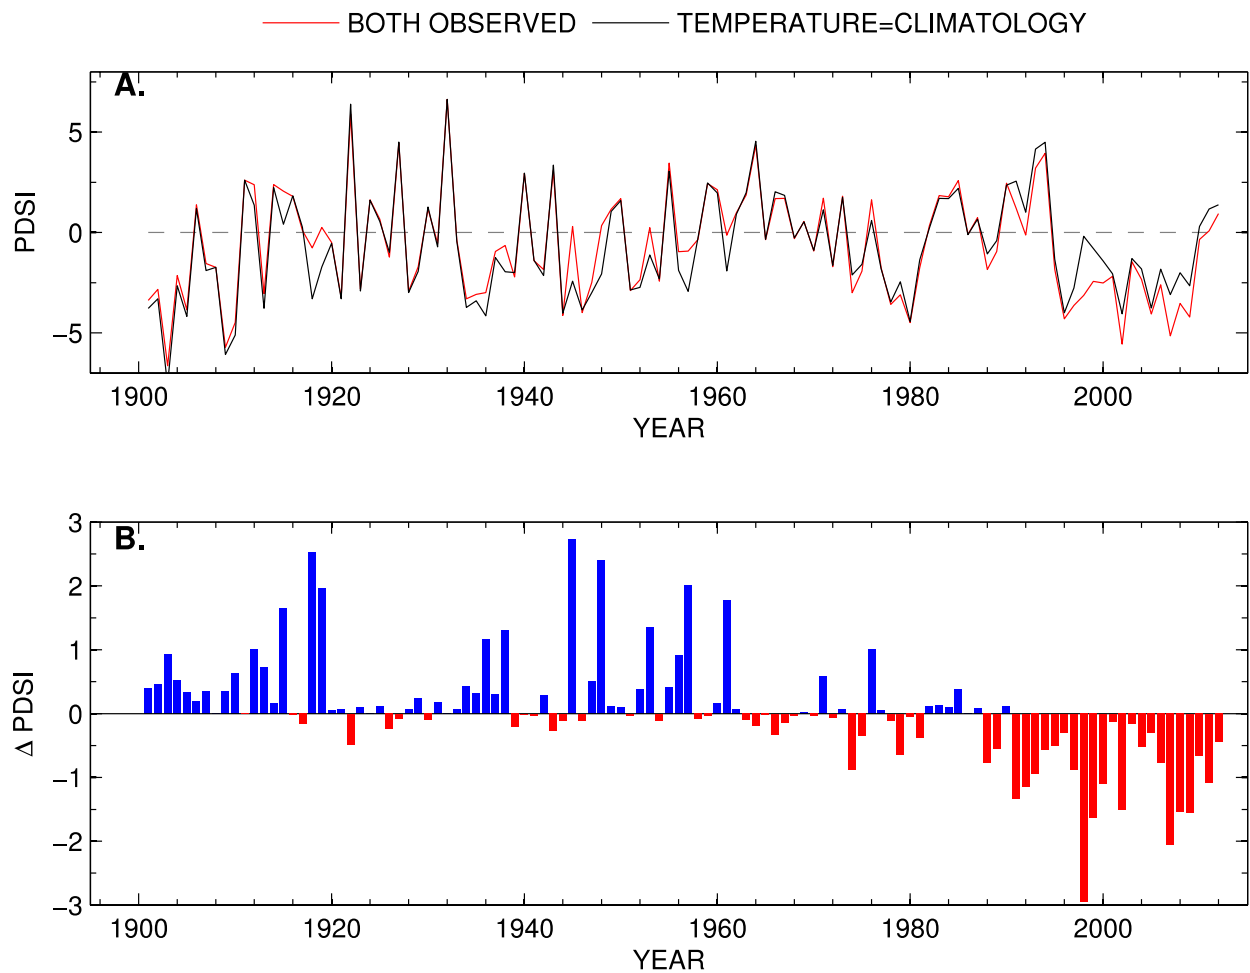 BOTH OBSERVED TEMPERATURE=CLIMATOLOGY
A.
5
0
−5
PDSI
1900 1920 1940 1960 1980 2000
YEAR
B.
3
2
1
0
−1
−2
−3
Δ PDSI
1900 1920 1940 1960 1980 2000
YEAR